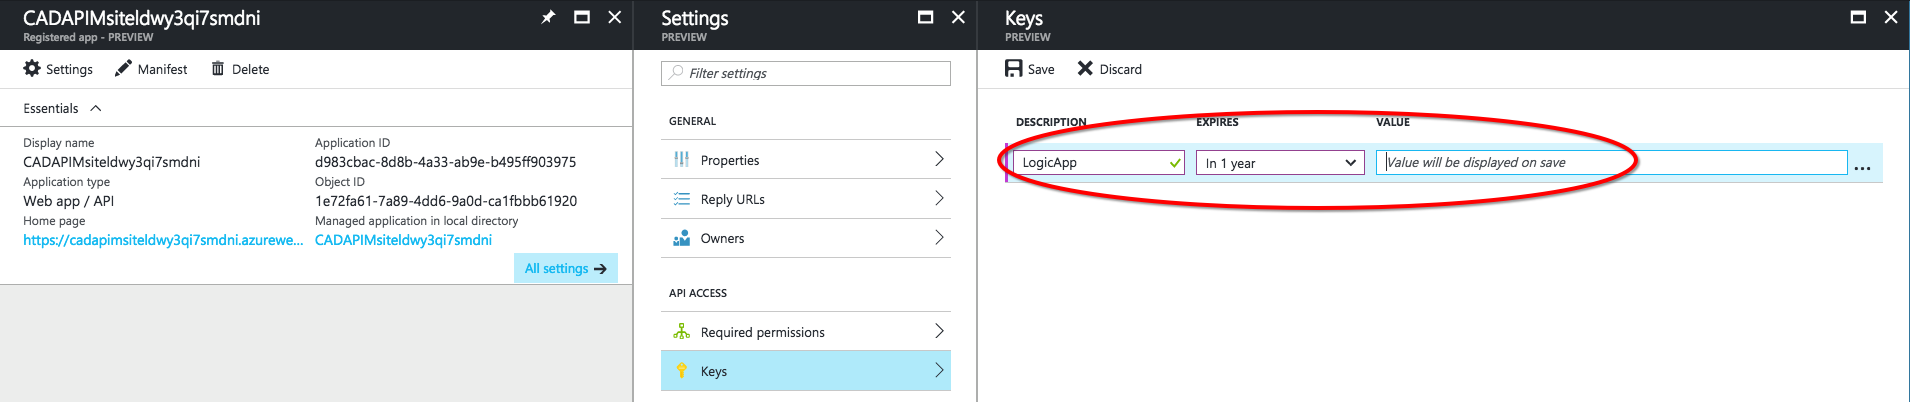 CADAPIMsiteldwy3qi7smdni
Registered app - PREVIEW
Settings Manifest Delete
Essentials
Display name
CADAPIMsiteldwy3qi7smdni
Application type
Web app / API
Home page
https://cadapimsiteldwy3qi7smdni.azurewe...
Application ID
d983cbac-8d8b-4a33-ab9e-b495ff903975
Object ID
1e72fa61-7a89-4dd6-9a0d-ca1fbbb61920
Managed application in local directory
CADAPIMsiteldwy3qi7smdni
All settings
Settings
PREVIEW
Filter settings
GENERAL
Properties
Reply URLs
Owners
API ACCESS
Required permissions
Keys
Keys
PREVIEW
Save Discard
DESCRIPTION EXPIRES VALUE
LogicApp In 1 year Value will be displayed on save ...